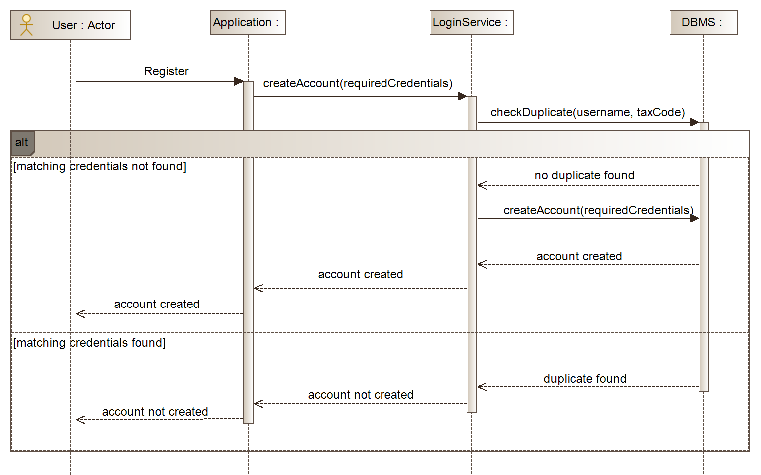 User : Actor
Application :
LoginService :
DBMS :
Register
createAccount(requiredCredentials)
checkDuplicate(username, taxCode)
alt
[matching credentials not found]
no duplicate found
createAccount(requiredCredentials)
account created
account created
account created
[matching credentials found]
duplicate found
account not created
account not created